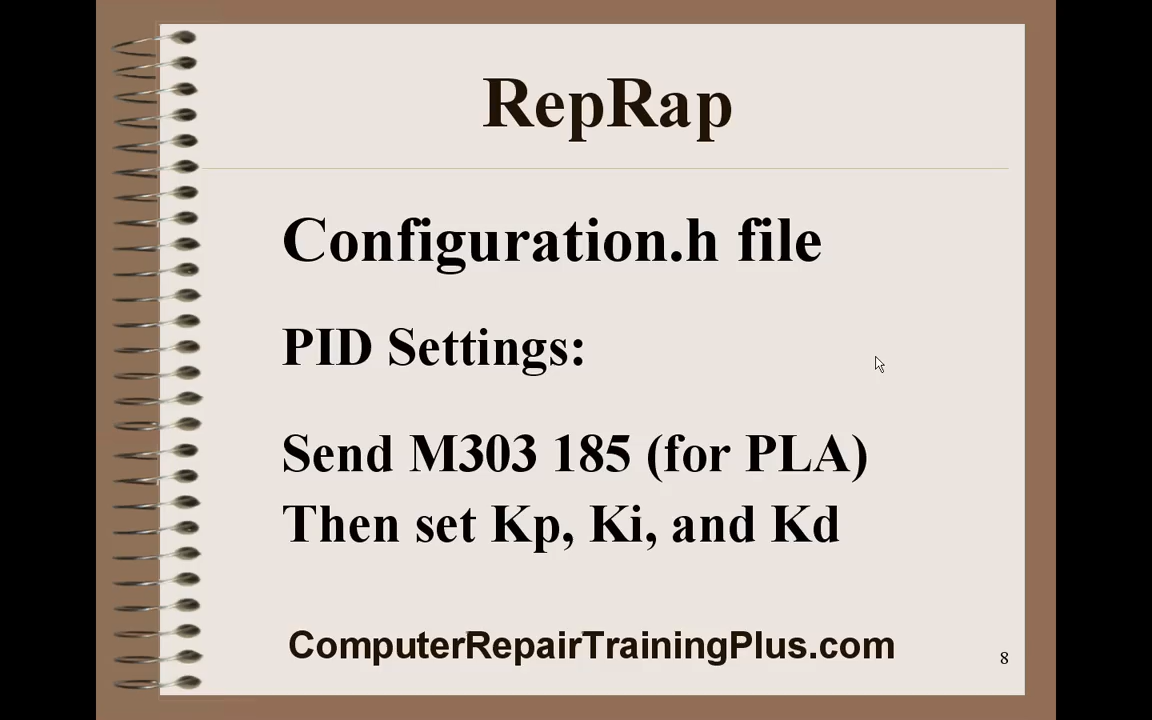 RepRap
Configuration.h file
PID Settings:
Send M303 185 (for PLA)
Then set Kp, Ki, and Kd
ComputerRepairTrainingPlus.com
8